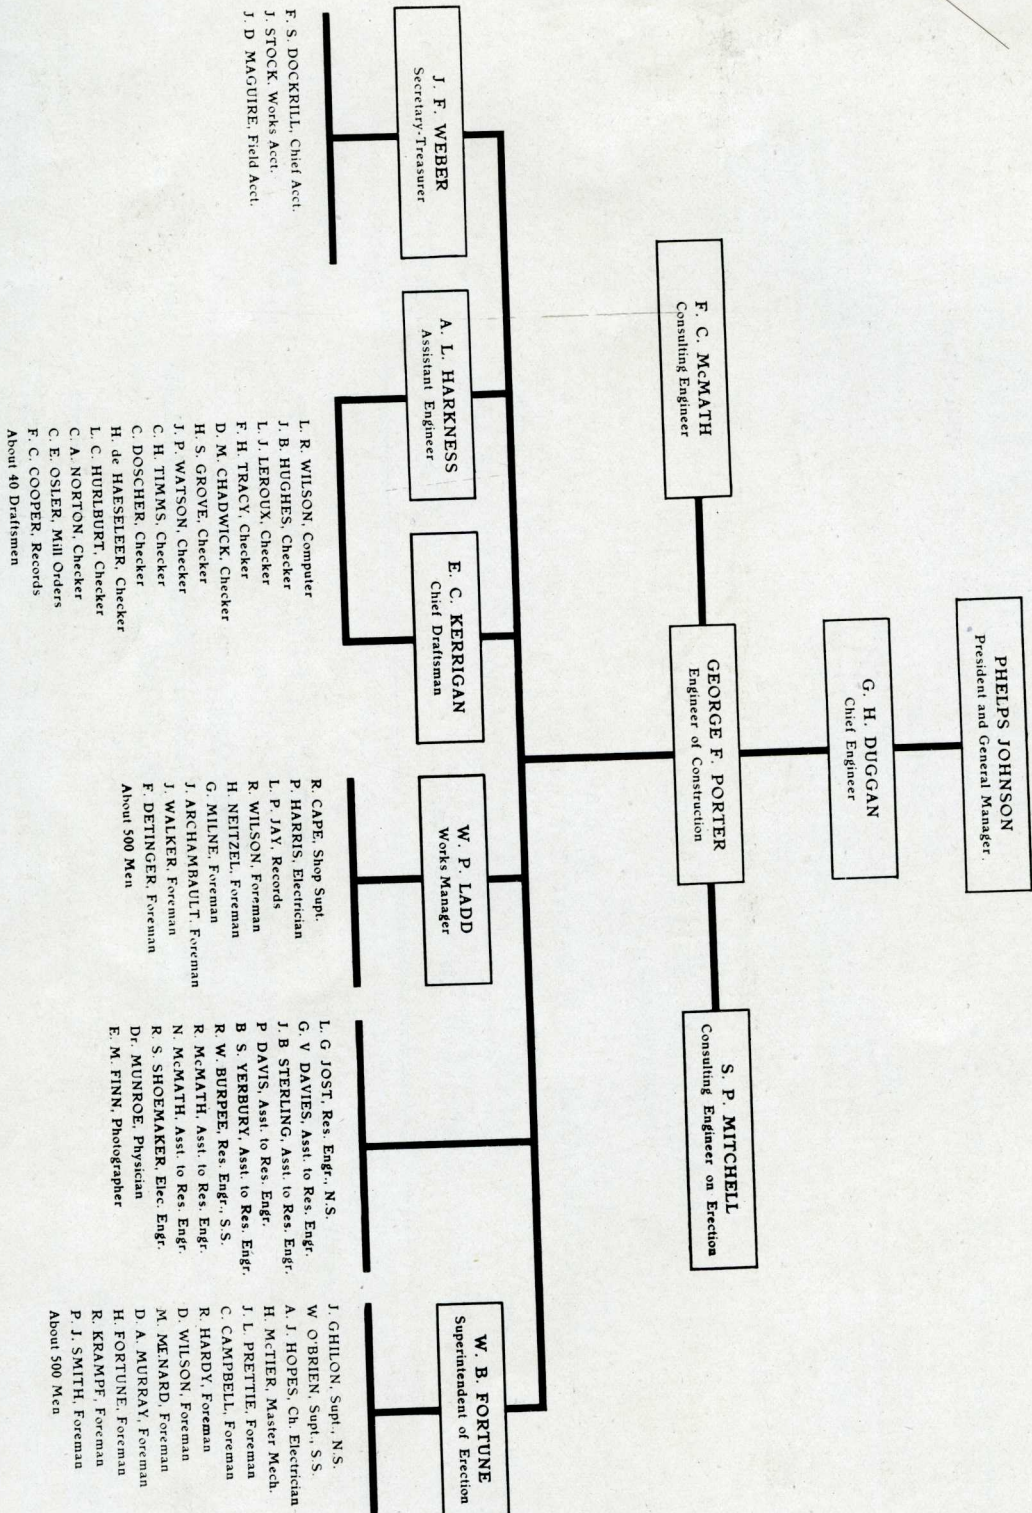 PHELPS JOHNSON
President and General Manager.
G. H. DUGGAN
Chief Engineer
F. C. McMATH
Consulting Engineer
GEORGE F. PORTER
Engineer of Construction
S. P. MITCHELL
Consulting Engineer on Erection
J. F. WEBER
Secretary-Treasurer
A. L. HARKNESS
Assistant Engineer
E. C. KERRIGAN
Chief Draftsman
W. P. LADD
Works Manager
W. B. FORTUNE
Superintendent of Erection
F. S. DOCKRILL, Chief Acct.
J. STOCK, Works Acct.
J. D MAGUIRE, Field Acct.
L. R. WILSON, Computer
J. B. HUGHES, Checker
L. J. LEROUX, Checker
F. H. TRACY, Checker
D. M. CHADWICK, Checker
H. S. GROVE, Checker
J. P. WATSON, Checker
C. H. TIMMS, Checker
C. DOSCHER, Checker
H. de HAESELEER, Checker
L. C. HURLBURT, Checker
C. A. NORTON, Checker
C. E. OSLER, Mill Orders
F. C. COOPER, Records
About 40 Draftsmen
R. CAPE, Shop Supt.
P. HARRIS, Electrician
L. P. JAY, Records
R. WILSON, Foreman
H. NEITZEL, Foreman
G. MILNE, Foreman
J. ARCHAMBAULT, Foreman
J. WALKER, Foreman
F. DETINGER, Foreman
About 500 Men
L. G JOST, Res. Engr., N.S.
G. V DAVIES, Asst. to Res. Engr.
J. B STERLING, Asst. to Res. Engr.
P DAVIS, Asst. to Res. Engr.
B S. YERBURY, Asst. to Res. Engr.
R. W. BURPEE, Res. Engr., S.S.
R. McMATH, Asst. to Res. Engr.
N. McMATH, Asst. to Res. Engr.
R. S. SHOEMAKER, Elec. Engr.
Dr. MUNROE, Physician
E. M. FINN, Photographer
J. GHILON, Supt., N.S.
W O'BRIEN, Supt., S.S.
A. J. HOPES, Ch. Electrician
H. McTIER, Master Mech.
J. L. PRETTIE, Foreman
C. CAMPBELL, Foreman
R. HARDY, Foreman
D. WILSON, Foreman
M. MENARD, Foreman
D. A. MURRAY, Foreman
H. FORTUNE, Foreman
R. KRAMPF, Foreman
P. J. SMITH, Foreman
About 500 Men